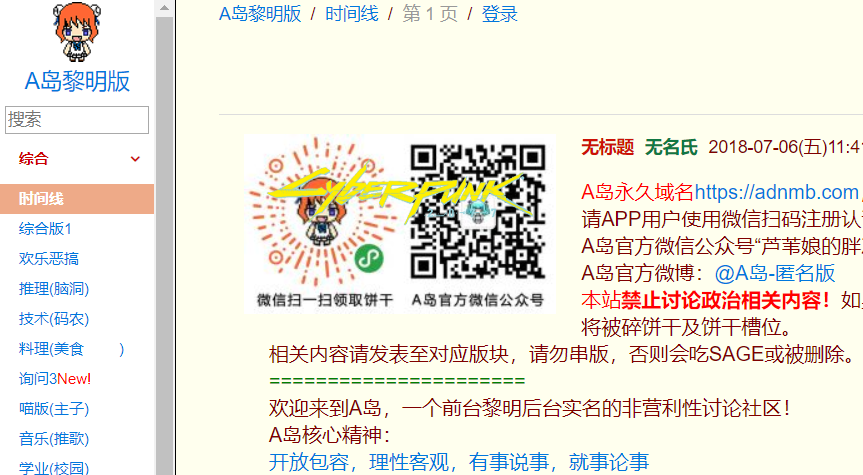 A岛黎明版 / 时间线 / 第 1 页 / 登录
A岛黎明版
搜索
综合
时间线
综合版1
欢乐恶搞
推理(脑洞)
技术(码农)
料理(美食 )
询问3New!
喵版(主子)
音乐(推歌)
学业(校园)
CYBERPUNK
微信扫一扫领取饼干 A岛官方微信公众号
无标题 无名氏 2018-07-06(五)11:4
A岛永久域名https://adnmb.com,
请APP用户使用微信扫码注册认
A岛官方微信公众号“芦苇娘的胖
A岛官方微博：@A岛-匿名版
本站禁止讨论政治相关内容！如
将被碎饼干及饼干槽位。
相关内容请发表至对应版块，请勿串版，否则会吃SAGE或被删除。
======================
欢迎来到A岛，一个前台黎明后台实名的非营利性讨论社区！
A岛核心精神：
开放包容，理性客观，有事说事，就事论事